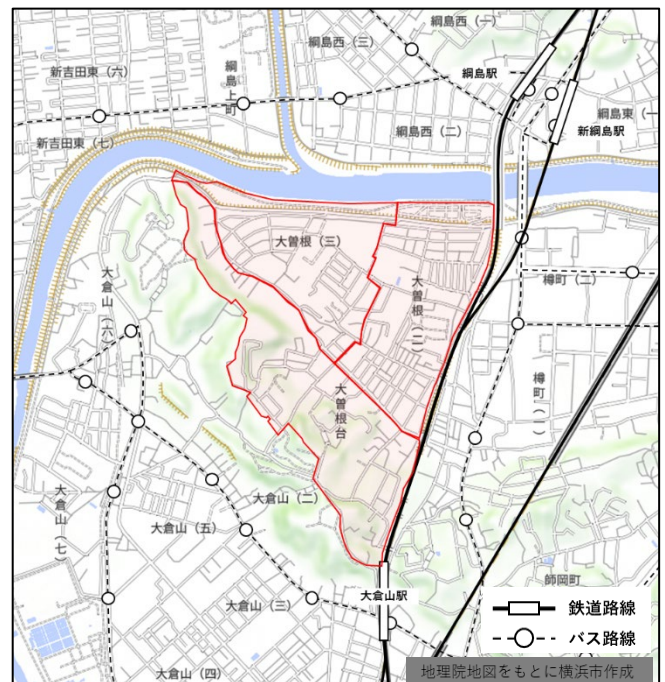 綱島西（一）
綱島西（三）
綱島駅
新吉田東（六）
綱島上町
綱島東（一
綱島西（二）
新綱島駅
新吉田東（七）
大曽根（三）
大倉山（六）
大曽根（二）
樽町（二）
大曽根台
樽町（一）
大倉山（二）
大倉山（七）
大倉山（五）
師岡町
大倉山駅
大倉山（三）
鉄道路線
バス路線
大倉山（四）
地理院地図をもとに横浜市作成